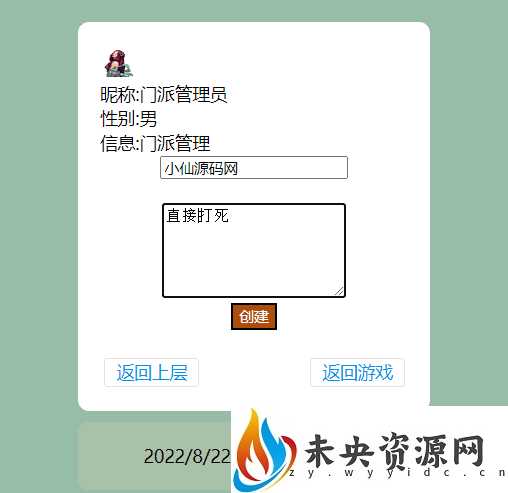 昵称:门派管理员
性别:男
信息:门派管理
小仙源码网
直接打死
创建
返回上层
返回游戏
2022/8/22
未央资源网
zy.wyyidc.cn